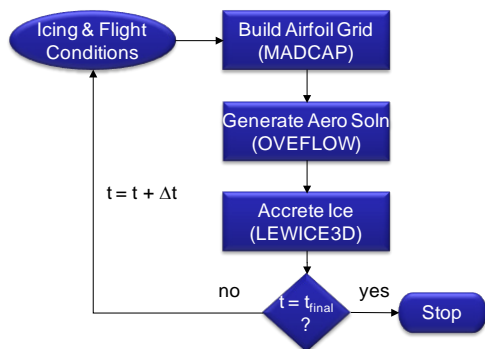 Icing & Flight
Conditions
Build Airfoil Grid
(MADCAP)
Generate Aero Soln
(OVEFLOW)
t = t + Δt
Accrete Ice
(LEWICE3D)
no
t = t_final
?
yes
Stop